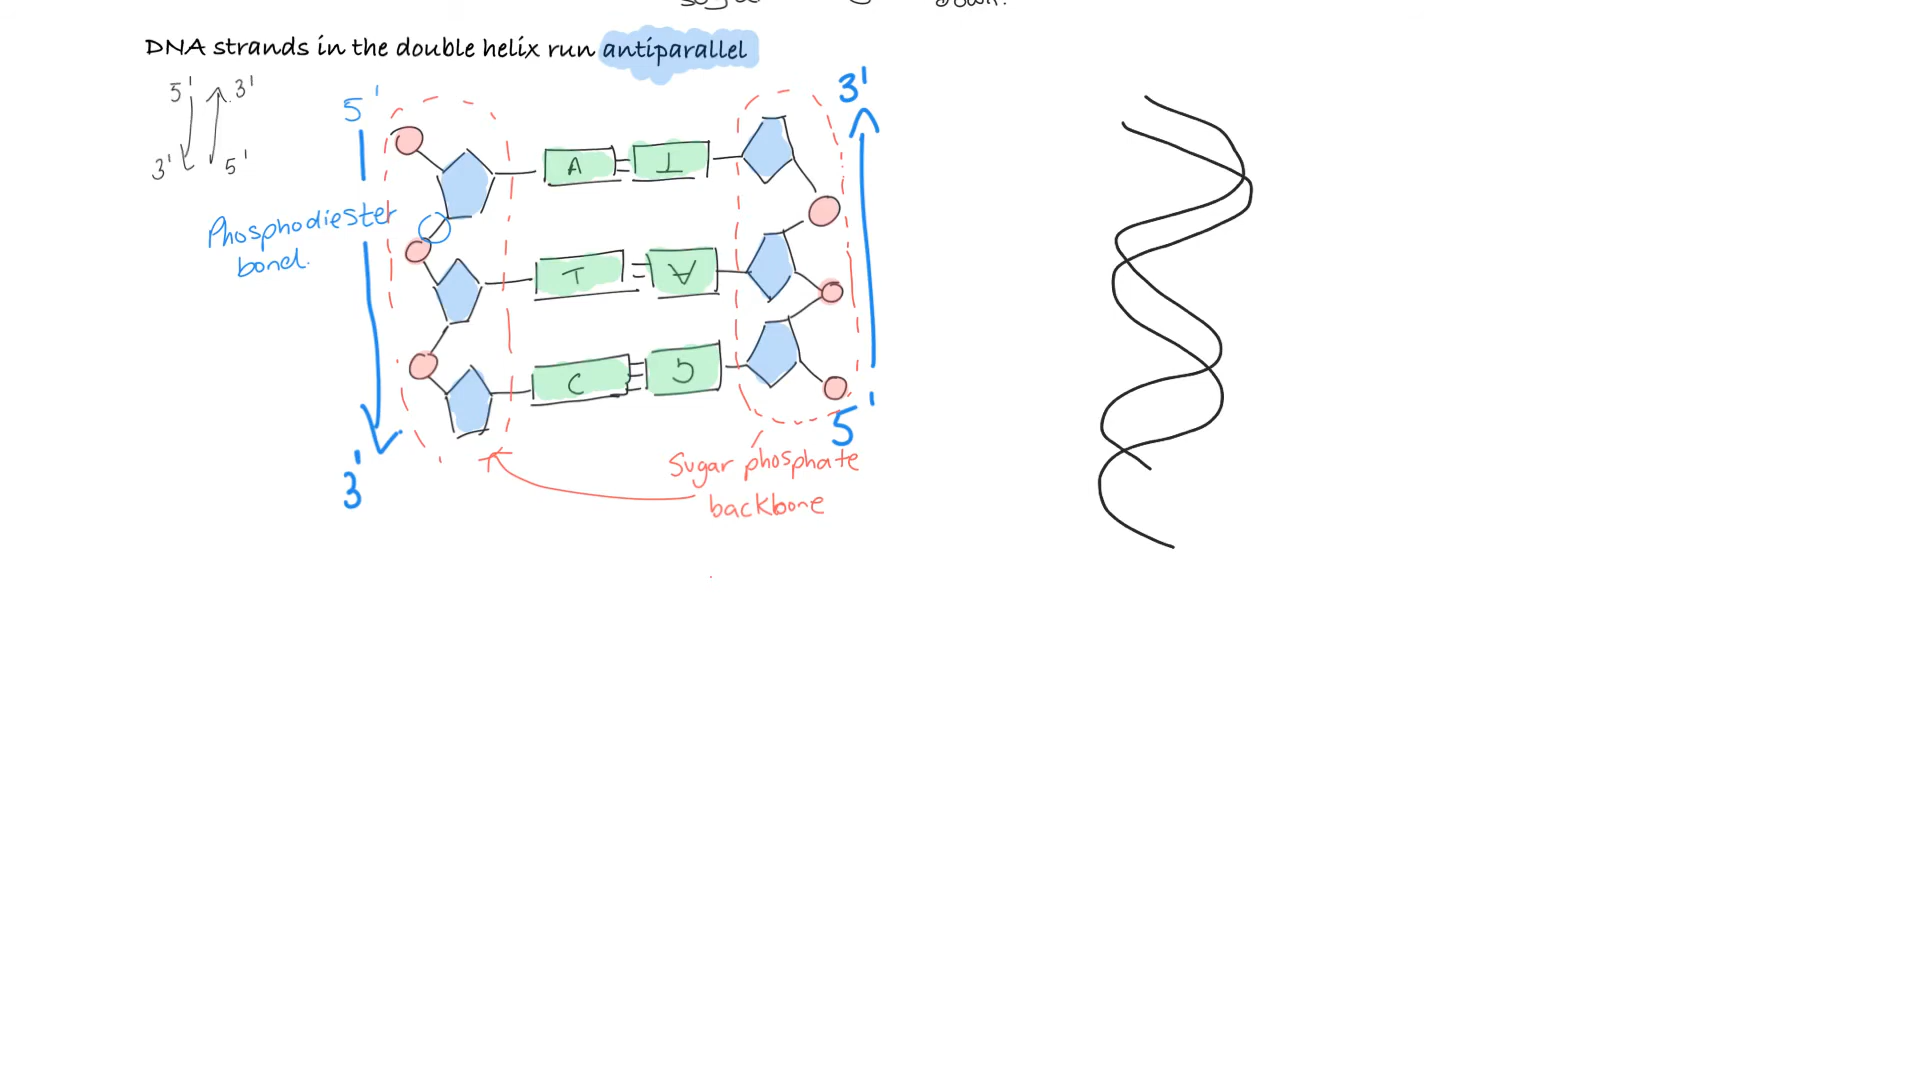 down.
DNA strands in the double helix run antiparallel
5' 3'
3' 5'
5' 3'
A T
Phosphodiester
bond.
T A
C G
3' 5'
Sugar phosphate
backbone